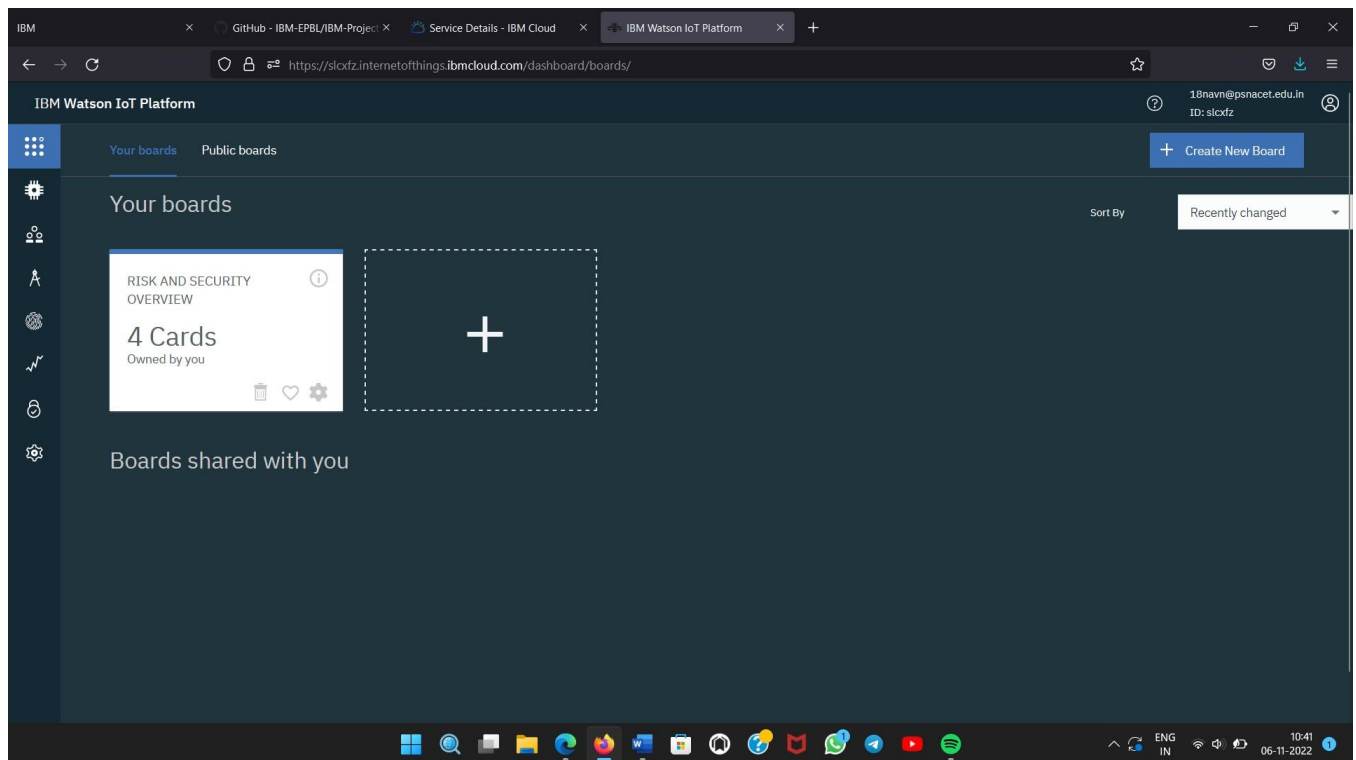 IBM
GitHub - IBM-EPBL/IBM-Project
Service Details - IBM Cloud
IBM Watson IoT Platform
https://slcxfz.internetofthings.ibmcloud.com/dashboard/boards/
IBM Watson IoT Platform
18navn@psnacet.edu.in
ID: slcxfz
Your boards
Public boards
Create New Board
Your boards
Sort By
Recently changed
RISK AND SECURITY
OVERVIEW
4 Cards
Owned by you
Boards shared with you
ENG
IN
10:41
06-11-2022
1
1